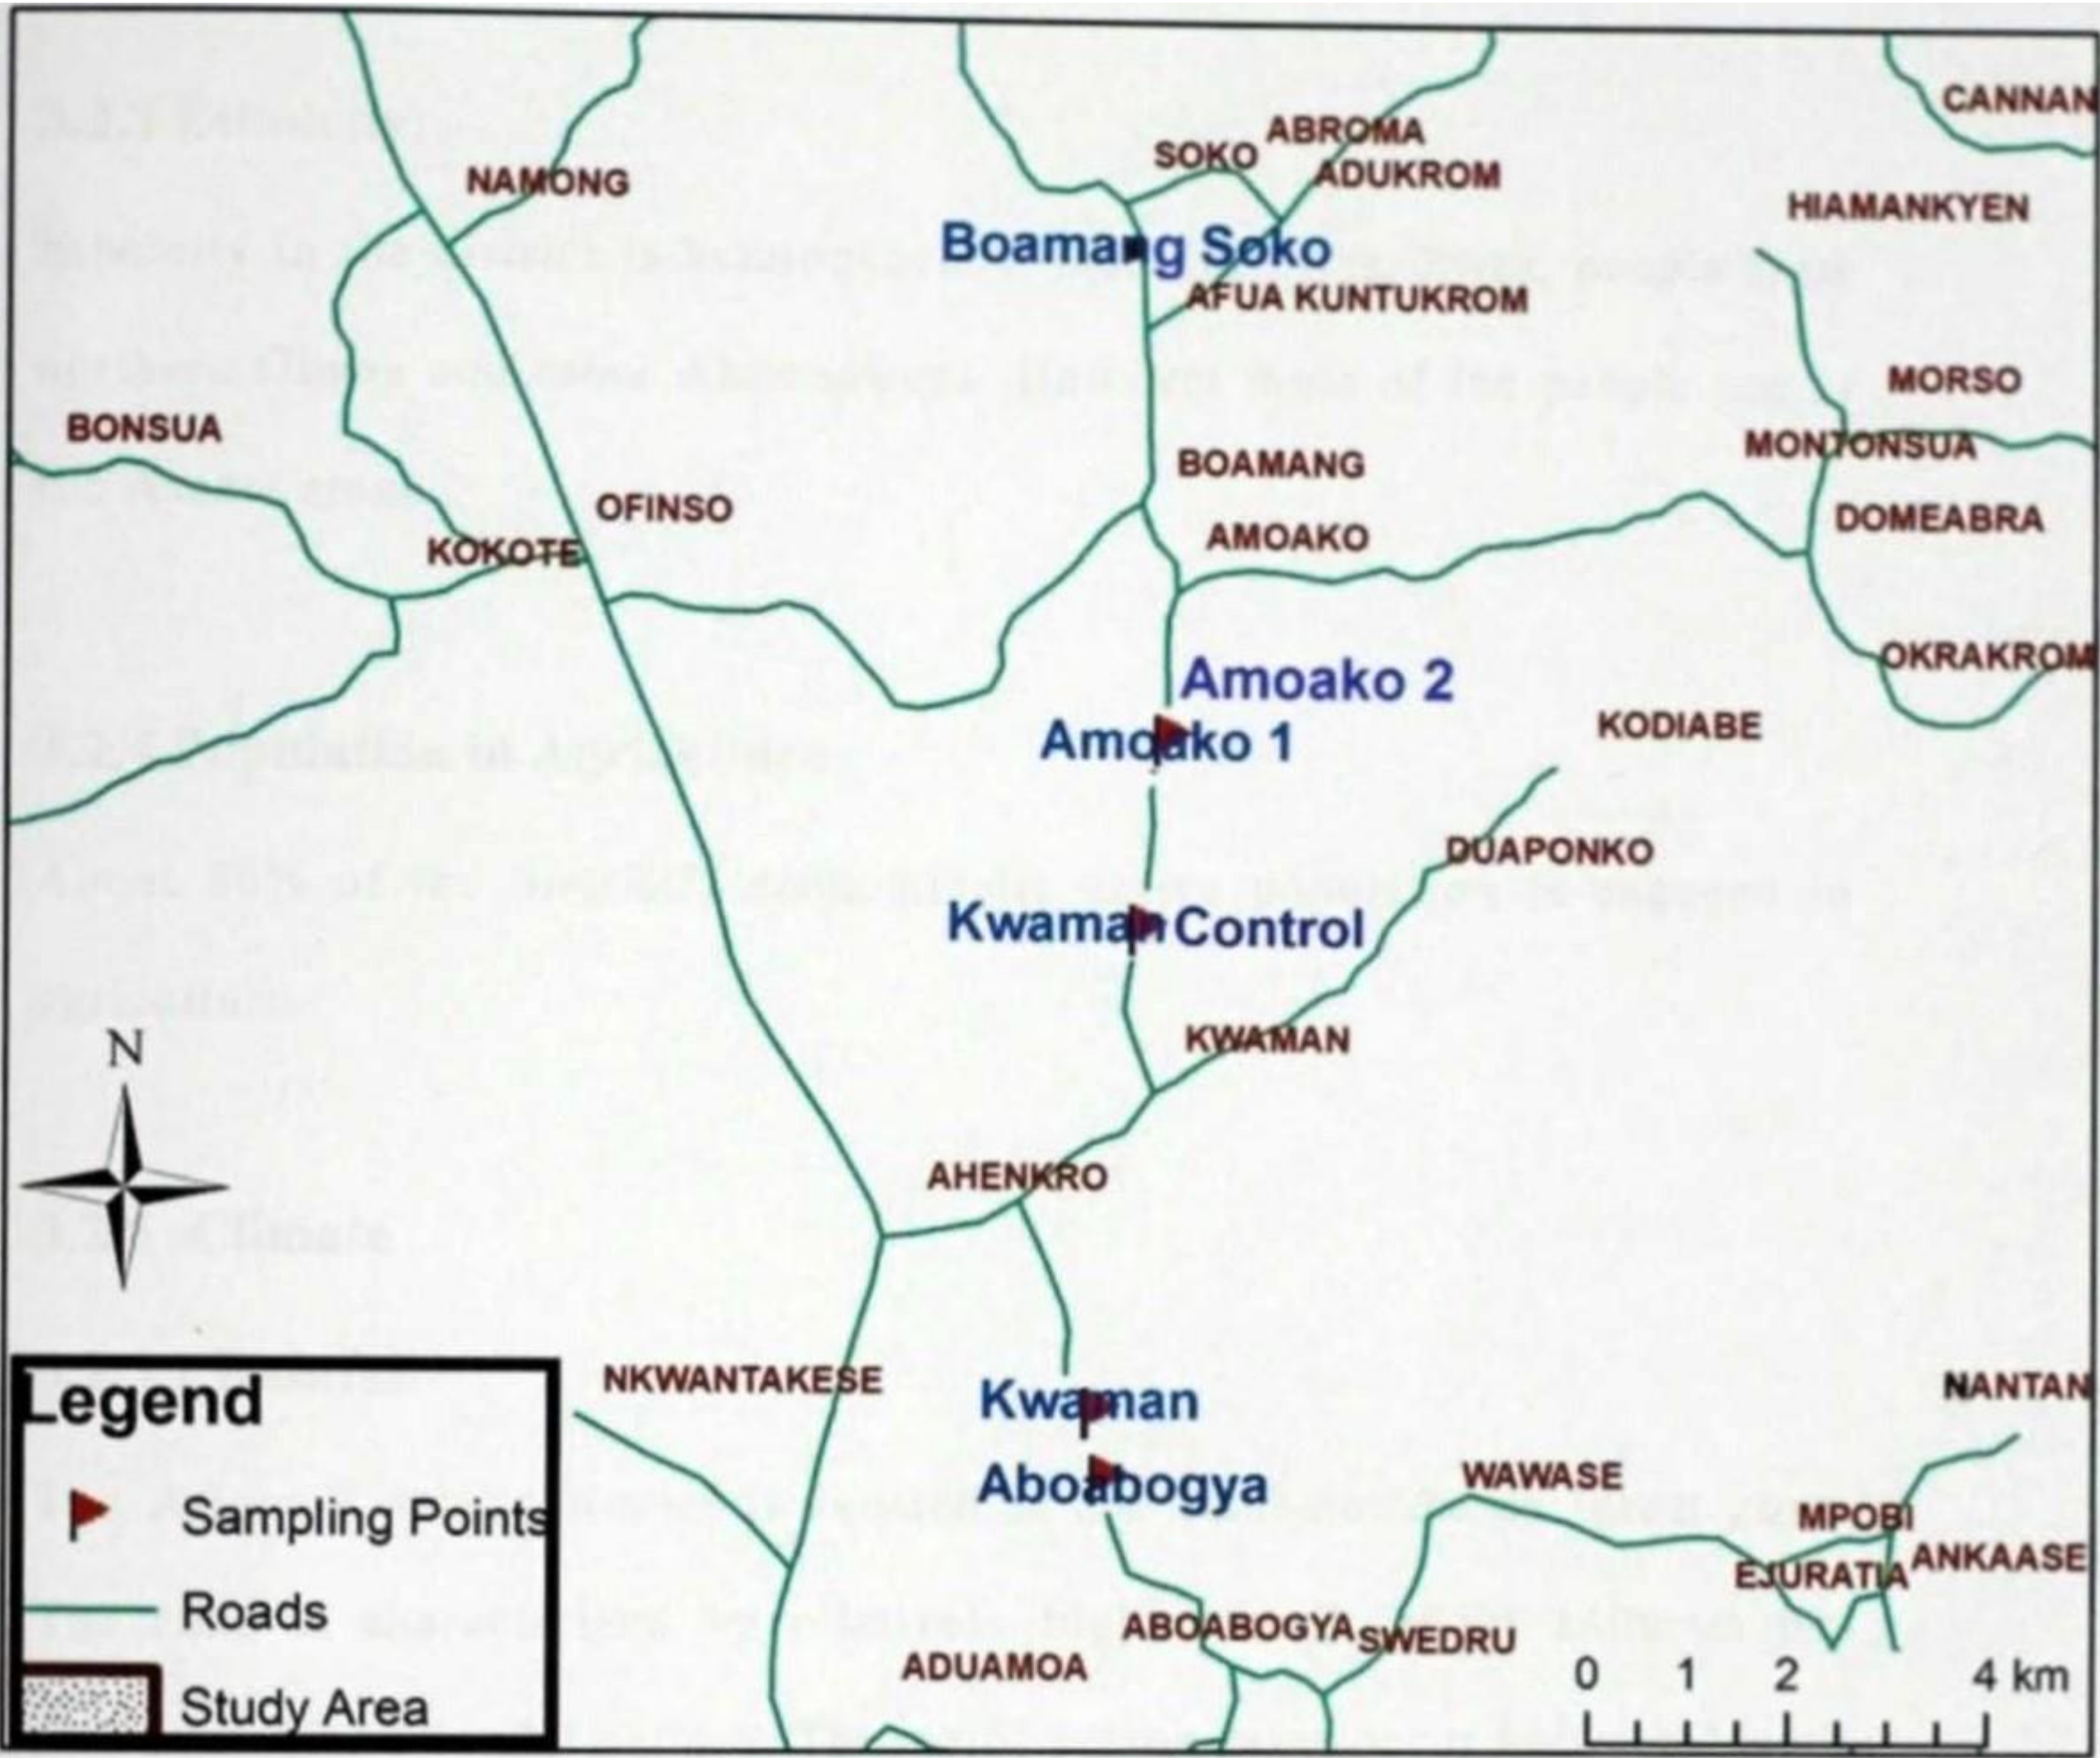 CANNAN
ABROMA
SOKO
ADUKROM
NAMONG
HIAMANKYEN
Boamang Soko
AFUA KUNTUKROM
MORSO
BONSUA
MONTONSUA
BOAMANG
OFINSO
DOMEABRA
AMOAKO
KOKOTE
OKRAKROM
Amoako 2
KODIABE
Amoako 1
DUAPONKO
Kwaman Control
KWAMAN
N
AHENKRO
NKWANTAKESE
Kwaman
NANTAN
Legend
Aboabogya
WAWASE
MPOBI
Sampling Points
ANKAASE
EJURATIA
Roads
ABOABOGYA
SWEDRU
ADUAMOA
0 1 2 4 km
Study Area